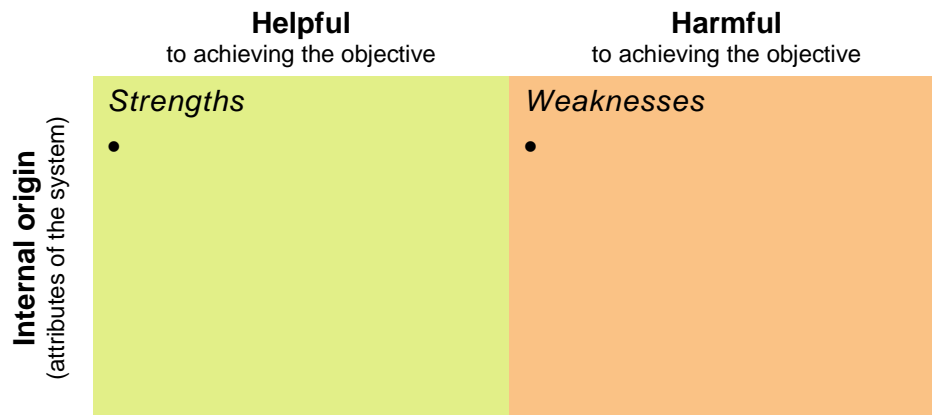 Helpful
to achieving the objective
Harmful
to achieving the objective
Internal origin
(attributes of the system)
Strengths
•
Weaknesses
•